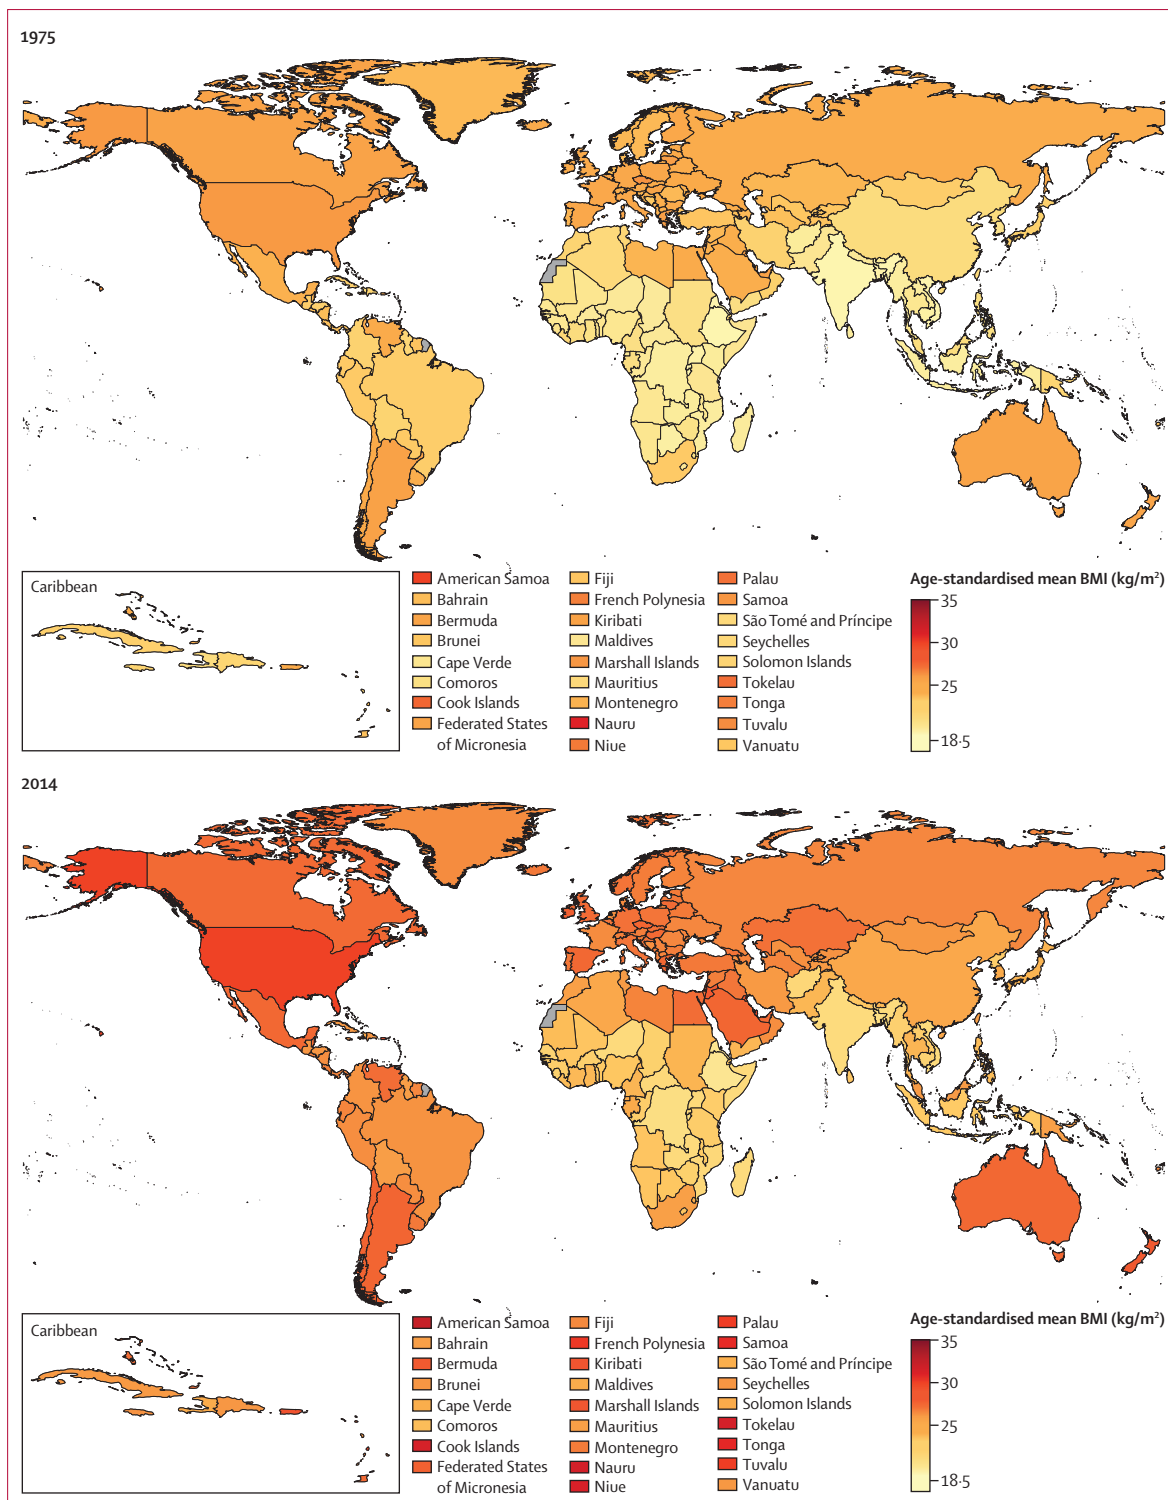 1975
Caribbean
American Samoa
Bahrain
Bermuda
Brunei
Cape Verde
Comoros
Cook Islands
Federated States
of Micronesia
Fiji
French Polynesia
Kiribati
Maldives
Marshall Islands
Mauritius
Montenegro
Nauru
Niue
Palau
Samoa
São Tomé and Príncipe
Seychelles
Solomon Islands
Tokelau
Tonga
Tuvalu
Vanuatu
Age-standardised mean BMI (kg/m²)
35
30
25
18·5
2014
Caribbean
American Samoa
Bahrain
Bermuda
Brunei
Cape Verde
Comoros
Cook Islands
Federated States
of Micronesia
Fiji
French Polynesia
Kiribati
Maldives
Marshall Islands
Mauritius
Montenegro
Nauru
Niue
Palau
Samoa
São Tomé and Príncipe
Seychelles
Solomon Islands
Tokelau
Tonga
Tuvalu
Vanuatu
Age-standardised mean BMI (kg/m²)
35
30
25
18·5